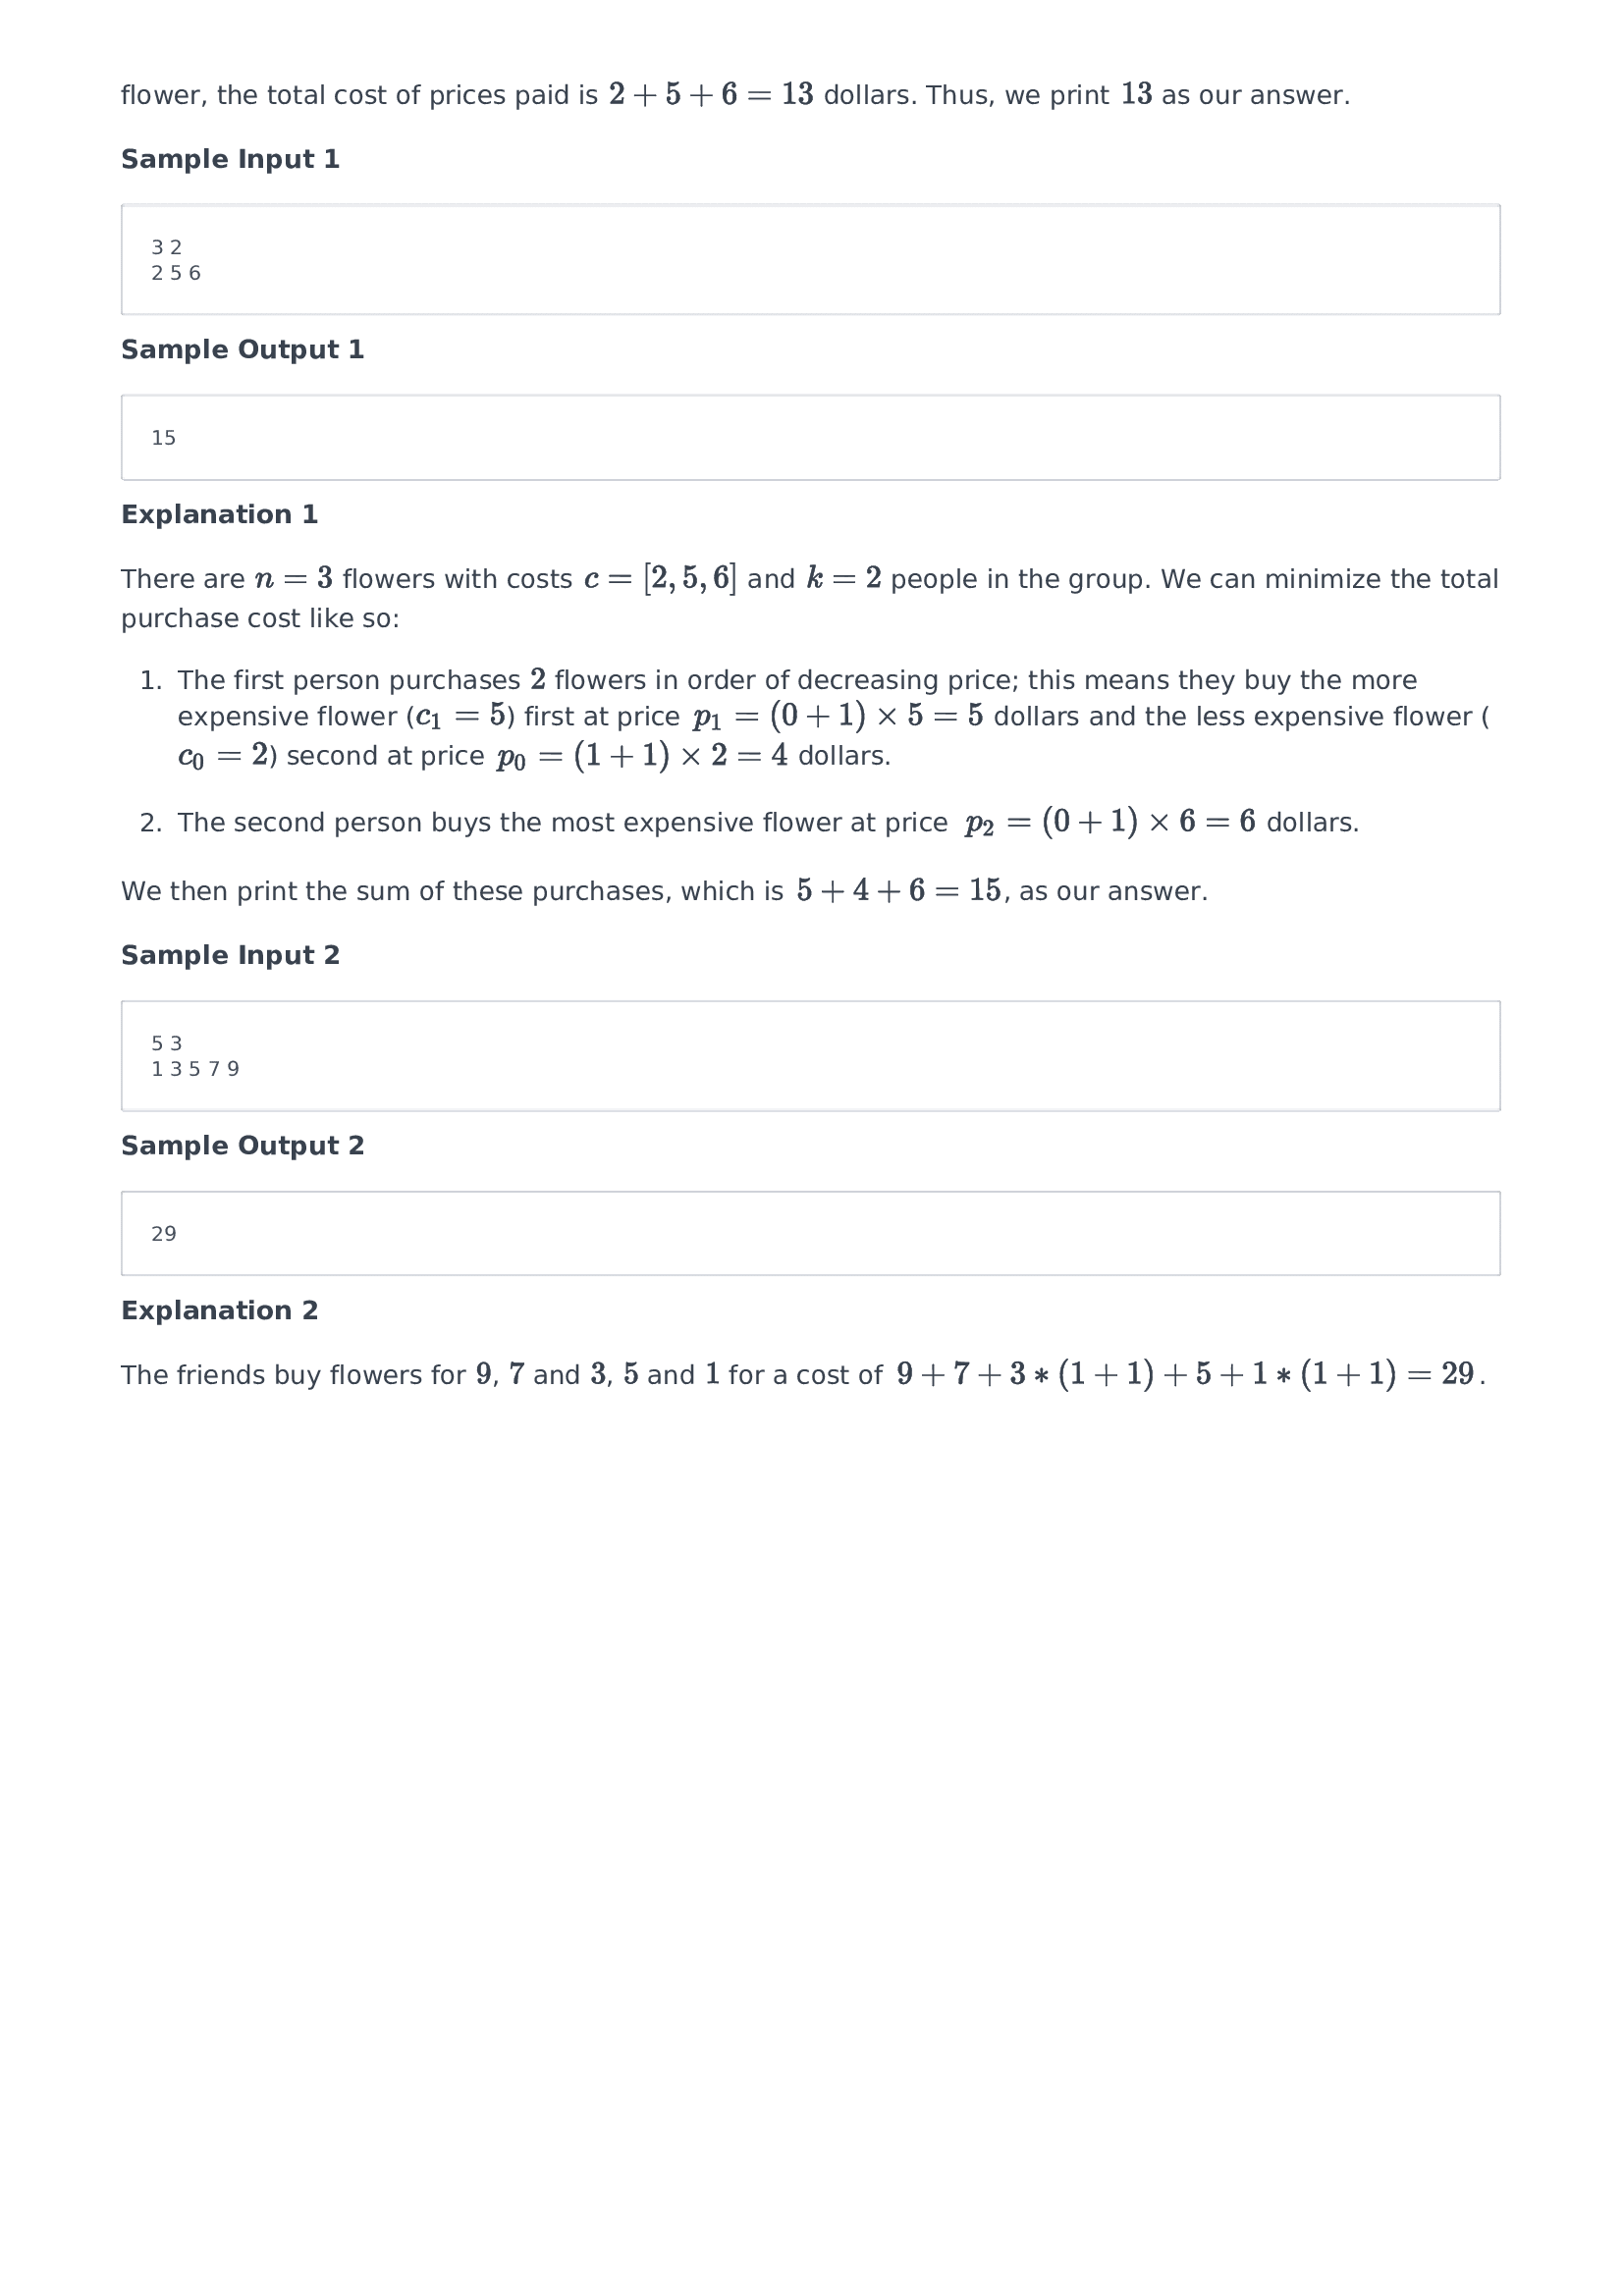 flower, the total cost of prices paid is 2 + 5 + 6 = 13 dollars. Thus, we print 13 as our answer.
Sample Input 1
3 2
2 5 6
Sample Output 1
15
Explanation 1
There are n = 3 flowers with costs c = [2, 5, 6] and k = 2 people in the group. We can minimize the total
purchase cost like so:
1. The first person purchases 2 flowers in order of decreasing price; this means they buy the more
expensive flower (c₁ = 5) first at price p₁ = (0 + 1) × 5 = 5 dollars and the less expensive flower (
c₀ = 2) second at price p₀ = (1 + 1) × 2 = 4 dollars.
2. The second person buys the most expensive flower at price p₂ = (0 + 1) × 6 = 6 dollars.
We then print the sum of these purchases, which is 5 + 4 + 6 = 15, as our answer.
Sample Input 2
5 3
1 3 5 7 9
Sample Output 2
29
Explanation 2
The friends buy flowers for 9, 7 and 3, 5 and 1 for a cost of 9 + 7 + 3 ∗ (1 + 1) + 5 + 1 ∗ (1 + 1) = 29.